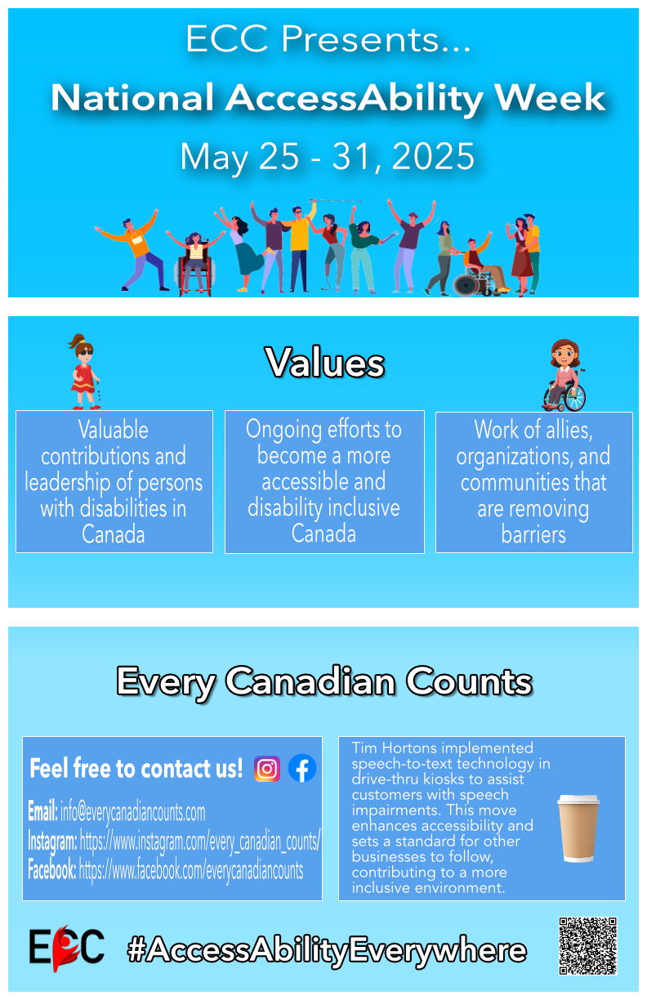 ECC Presents...
National AccessAbility Week
May 25 - 31, 2025
Values
Valuable
contributions and
leadership of persons
with disabilities in
Canada
Ongoing efforts to
become a more
accessible and
disability inclusive
Canada
Work of allies,
organizations, and
communities that
are removing
barriers
Every Canadian Counts
Feel free to contact us!
Email: info@everycanadiancounts.com
Instagram: https://www.instagram.com/every_canadian_counts/
Facebook: https://www.facebook.com/everycanadiancounts
Tim Hortons implemented
speech-to-text technology in
drive-thru kiosks to assist
customers with speech
impairments. This move
enhances accessibility and
sets a standard for other
businesses to follow,
contributing to a more
inclusive environment.
ECC
#AccessAbilityEverywhere